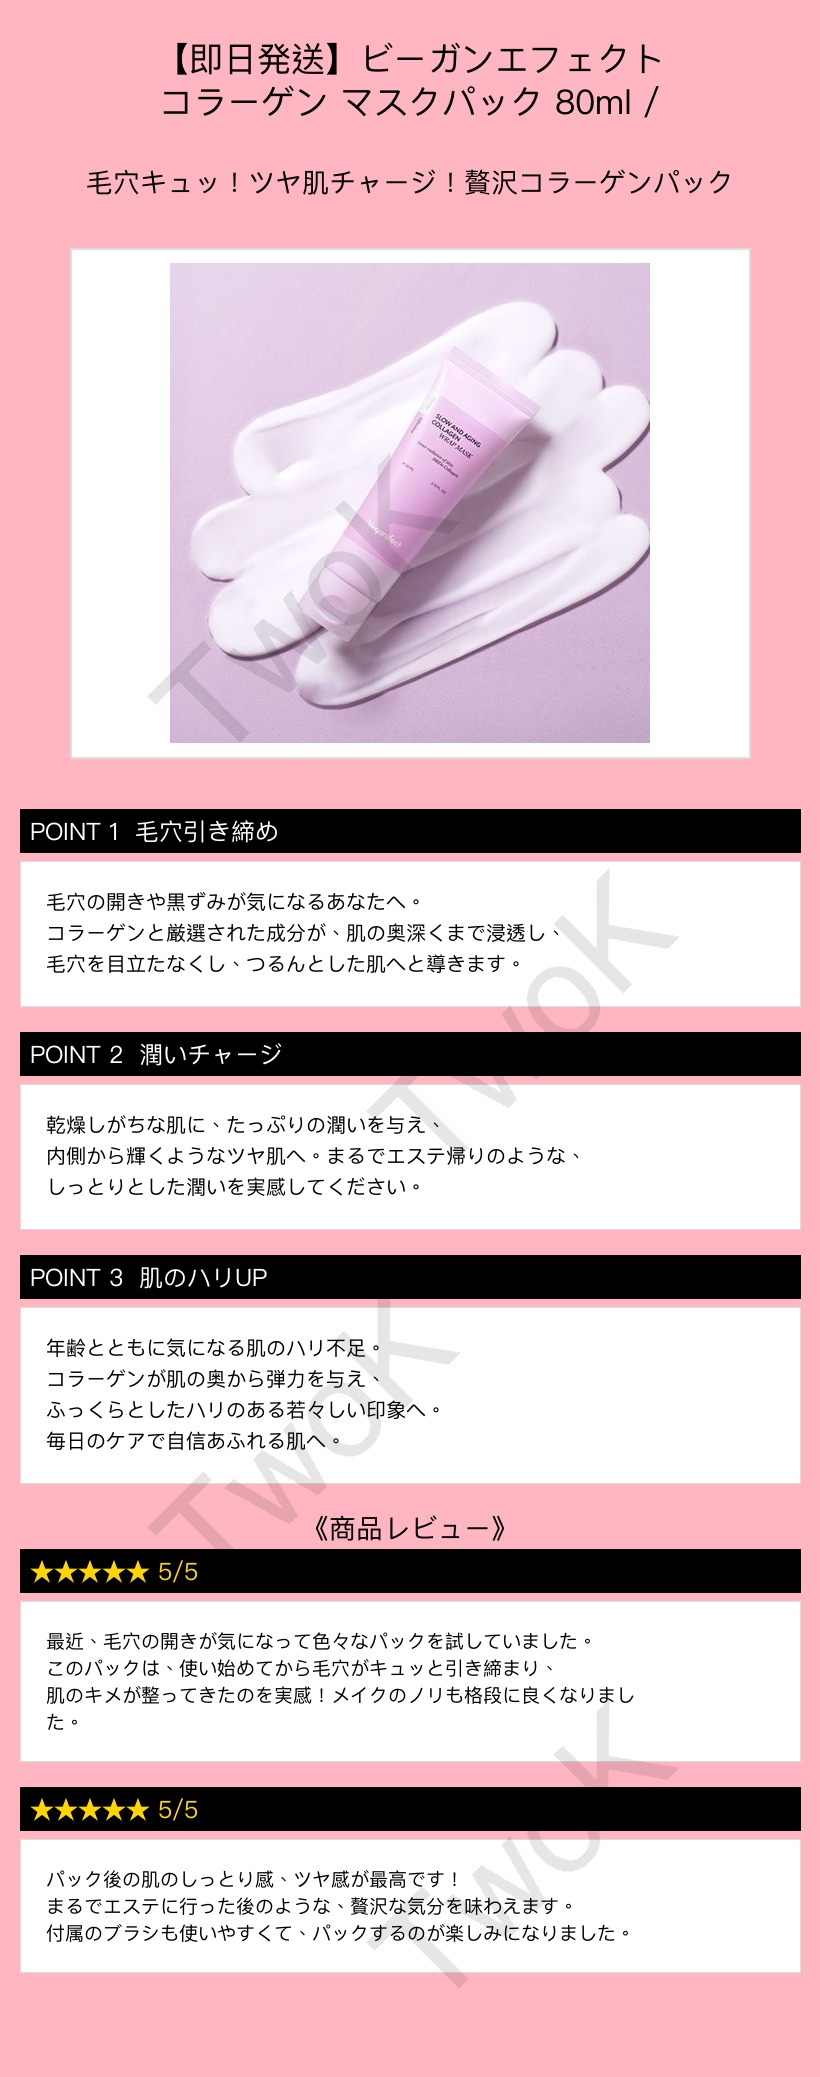 【即日発送】ビーガンエフェクト
コラーゲン マスクパック 80ml /
毛穴キュッ！ツヤ肌チャージ！贅沢コラーゲンパック
SLOW AND AGING
COLLAGEN
WRAP MASK
Veganifect
TwoK
POINT 1 毛穴引き締め
毛穴の開きや黒ずみが気になるあなたへ。
コラーゲンと厳選された成分が、肌の奥深くまで浸透し、
毛穴を目立たなくし、つるんとした肌へと導きます。
TwoK
POINT 2 潤いチャージ
乾燥しがちな肌に、たっぷりの潤いを与え、
内側から輝くようなツヤ肌へ。まるでエステ帰りのような、
しっとりとした潤いを実感してください。
POINT 3 肌のハリUP
年齢とともに気になる肌のハリ不足。
コラーゲンが肌の奥から弾力を与え、
ふっくらとしたハリのある若々しい印象へ。
毎日のケアで自信あふれる肌へ。
TwoK
《商品レビュー》
★★★★★ 5/5
最近、毛穴の開きが気になって色々なパックを試していました。
このパックは、使い始めてから毛穴がキュッと引き締まり、
肌のキメが整ってきたのを実感！メイクのノリも格段に良くなりまし
た。
TwoK
★★★★★ 5/5
パック後の肌のしっとり感、ツヤ感が最高です！
まるでエステに行った後のような、贅沢な気分を味わえます。
付属のブラシも使いやすくて、パックするのが楽しみになりました。